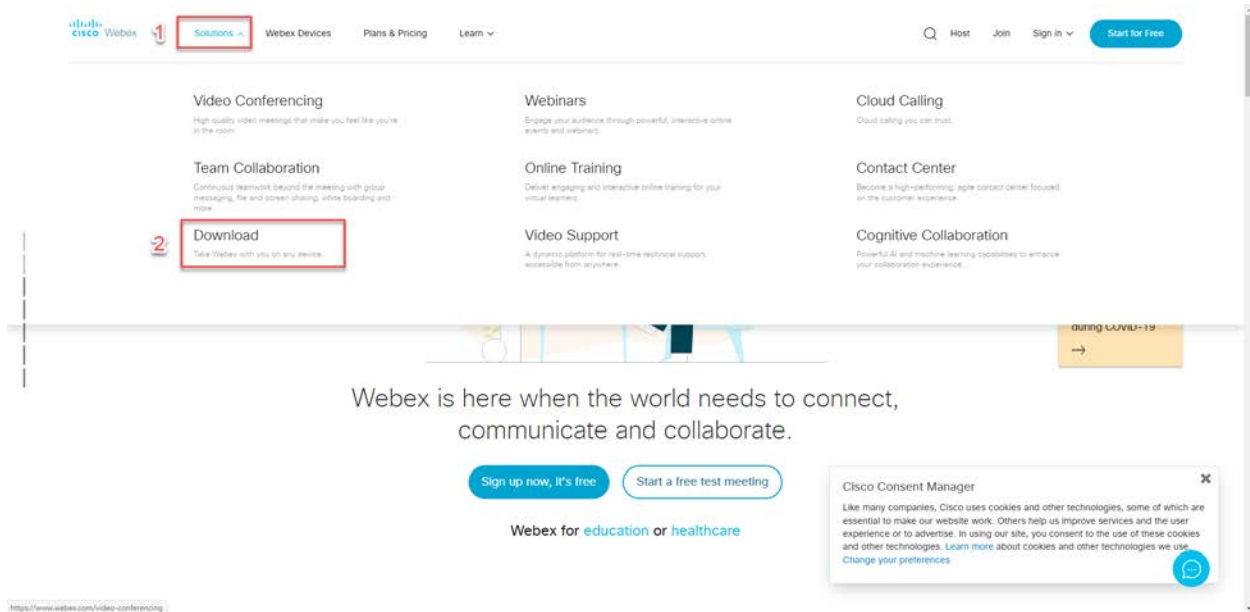 cisco Webex
1
Solutions
Webex Devices
Plans & Pricing
Learn
Host
Join
Sign in
Start for Free
Video Conferencing
High quality video meetings that make you feel like you're
in the room.
Webinars
Engage your audience through powerful, interactive online
events and webinars.
Cloud Calling
Cloud calling you can trust.
Team Collaboration
Continuous teamwork beyond the meeting with group
messaging, file and screen sharing, white boarding and
more.
Online Training
Deliver engaging and interactive online training for your
virtual learners.
Contact Center
Become a high-performing, agile contact center focused
on the customer experience.
2
Download
Take Webex with you on any device.
Video Support
A dynamic platform for real-time technical support,
accessible from anywhere.
Cognitive Collaboration
Powerful AI and machine learning capabilities to enhance
your collaboration experience.
during COVID-19
Webex is here when the world needs to connect,
communicate and collaborate.
Sign up now, it's free
Start a free test meeting
Webex for education or healthcare
Cisco Consent Manager
Like many companies, Cisco uses cookies and other technologies, some of which are
essential to make our website work. Others help us improve services and the user
experience or to advertise. In using our site, you consent to the use of these cookies
and other technologies. Learn more about cookies and other technologies we use.
Change your preferences
https://www.webex.com/video-conferencing